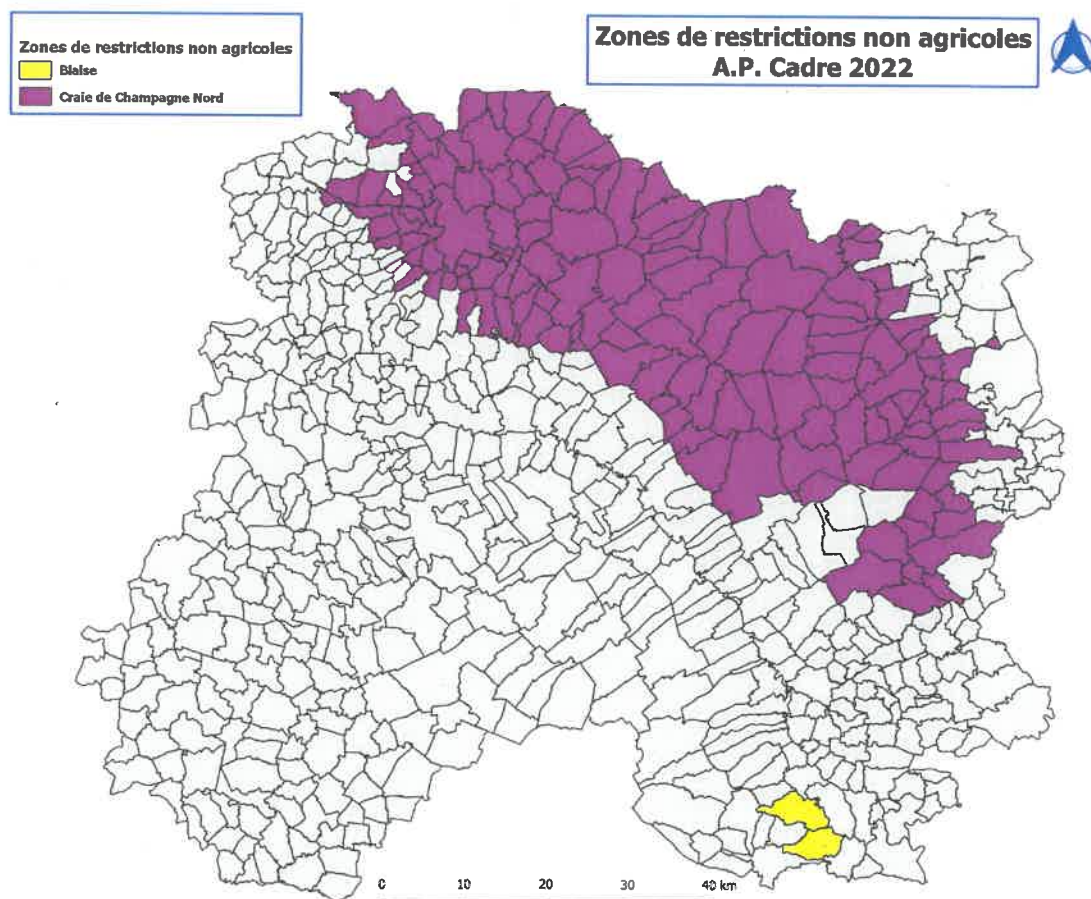 Zones de restrictions non agricoles
Blaise
Craie de Champagne Nord
Zones de restrictions non agricoles
A.P. Cadre 2022
0 10 20 30 40 km